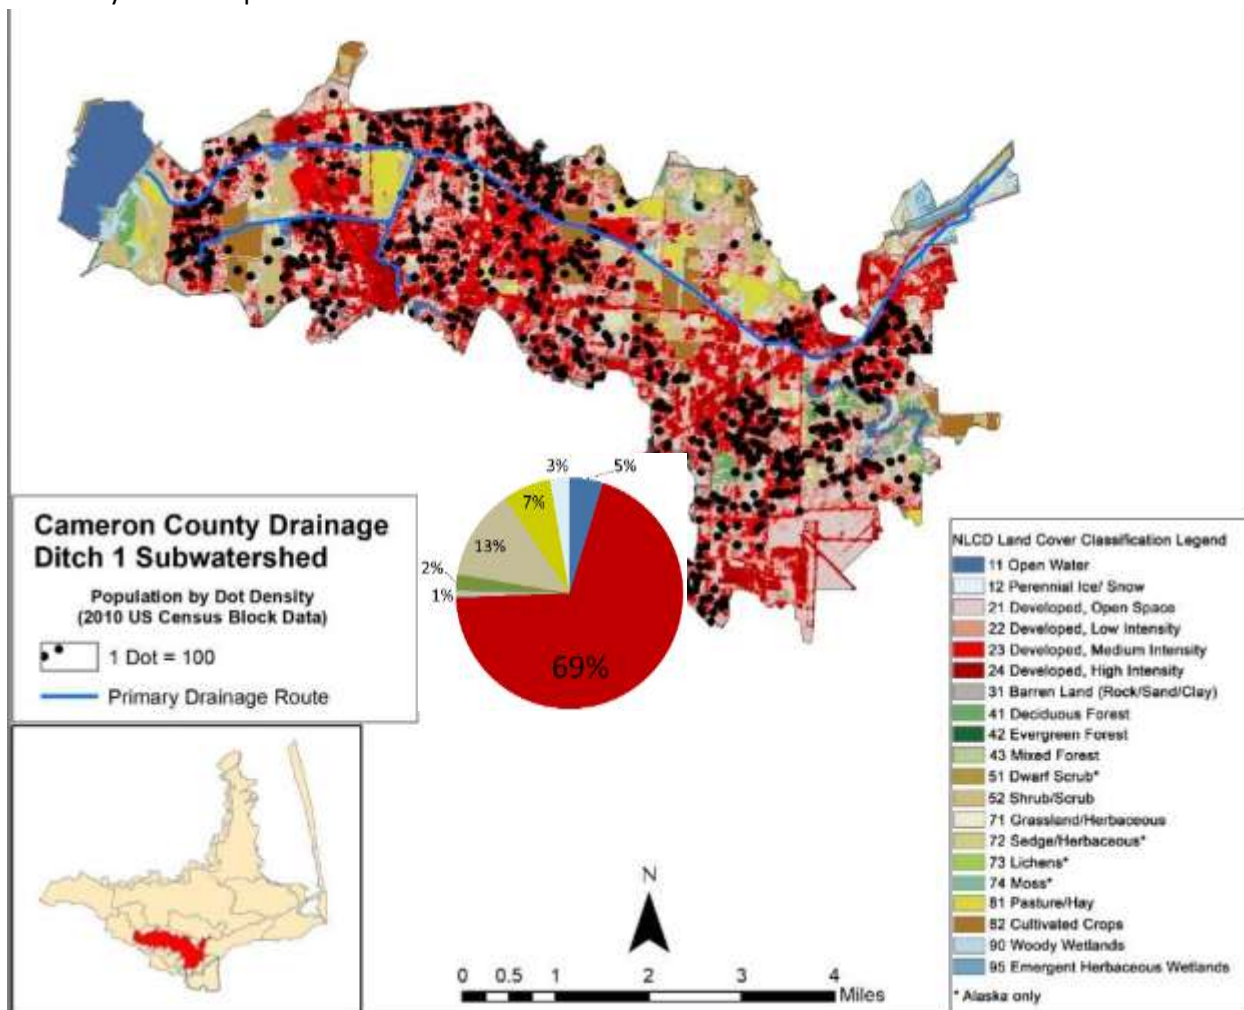 3%
5%
7%
13%
2%
1%
69%
Cameron County Drainage
Ditch 1 Subwatershed
Population by Dot Density
(2010 US Census Block Data)
1 Dot = 100
Primary Drainage Route
NLCD Land Cover Classification Legend
11 Open Water
12 Perennial Ice/ Snow
21 Developed, Open Space
22 Developed, Low Intensity
23 Developed, Medium Intensity
24 Developed, High Intensity
31 Barren Land (Rock/Sand/Clay)
41 Deciduous Forest
42 Evergreen Forest
43 Mixed Forest
51 Dwarf Scrub*
52 Shrub/Scrub
71 Grassland/Herbaceous
72 Sedge/Herbaceous*
73 Lichens*
74 Moss*
81 Pasture/Hay
82 Cultivated Crops
90 Woody Wetlands
95 Emergent Herbaceous Wetlands
* Alaska only
N
0 0.5 1 2 3 4
Miles